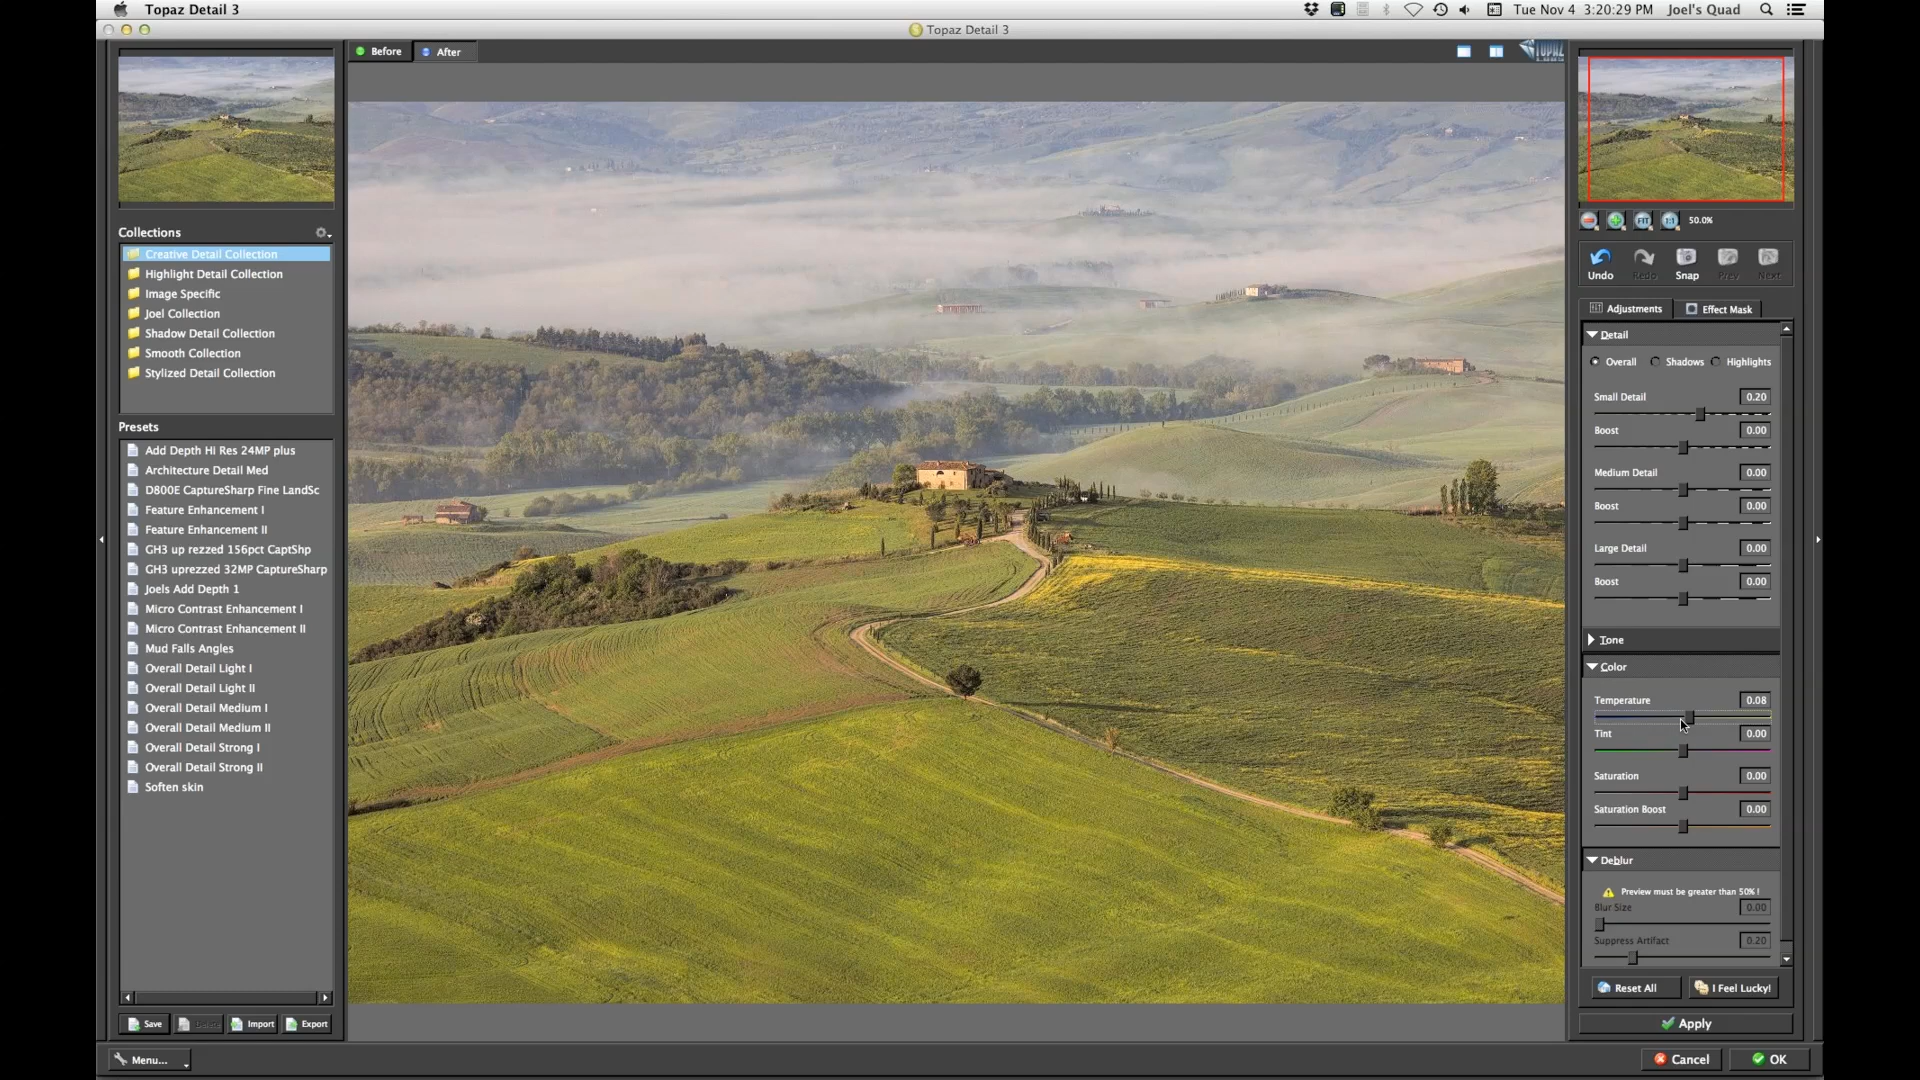 Topaz Detail 3
Tue Nov 4 3:20:29 PM Joel's Quad
Topaz Detail 3
Before After
TOPAZ
Collections
Creative Detail Collection
Highlight Detail Collection
Image Specific
Joel Collection
Shadow Detail Collection
Smooth Collection
Stylized Detail Collection
Presets
Add Depth Hi Res 24MP plus
Architecture Detail Med
D800E CaptureSharp Fine LandSc
Feature Enhancement I
Feature Enhancement II
GH3 up rezzed 156pct CaptShp
GH3 uprezzed 32MP CaptureSharp
Joels Add Depth 1
Micro Contrast Enhancement I
Micro Contrast Enhancement II
Mud Falls Angles
Overall Detail Light I
Overall Detail Light II
Overall Detail Medium I
Overall Detail Medium II
Overall Detail Strong I
Overall Detail Strong II
Soften skin
Save Delete Import Export
Menu...
FIT 1:1 50.0%
Undo Redo Snap Prev Next
Adjustments Effect Mask
Detail
Overall Shadows Highlights
Small Detail 0.20
Boost 0.00
Medium Detail 0.00
Boost 0.00
Large Detail 0.00
Boost 0.00
Tone
Color
Temperature 0.08
Tint 0.00
Saturation 0.00
Saturation Boost 0.00
Deblur
Preview must be greater than 50% !
Blur Size 0.00
Suppress Artifact 0.20
Reset All I Feel Lucky!
Apply
Cancel OK